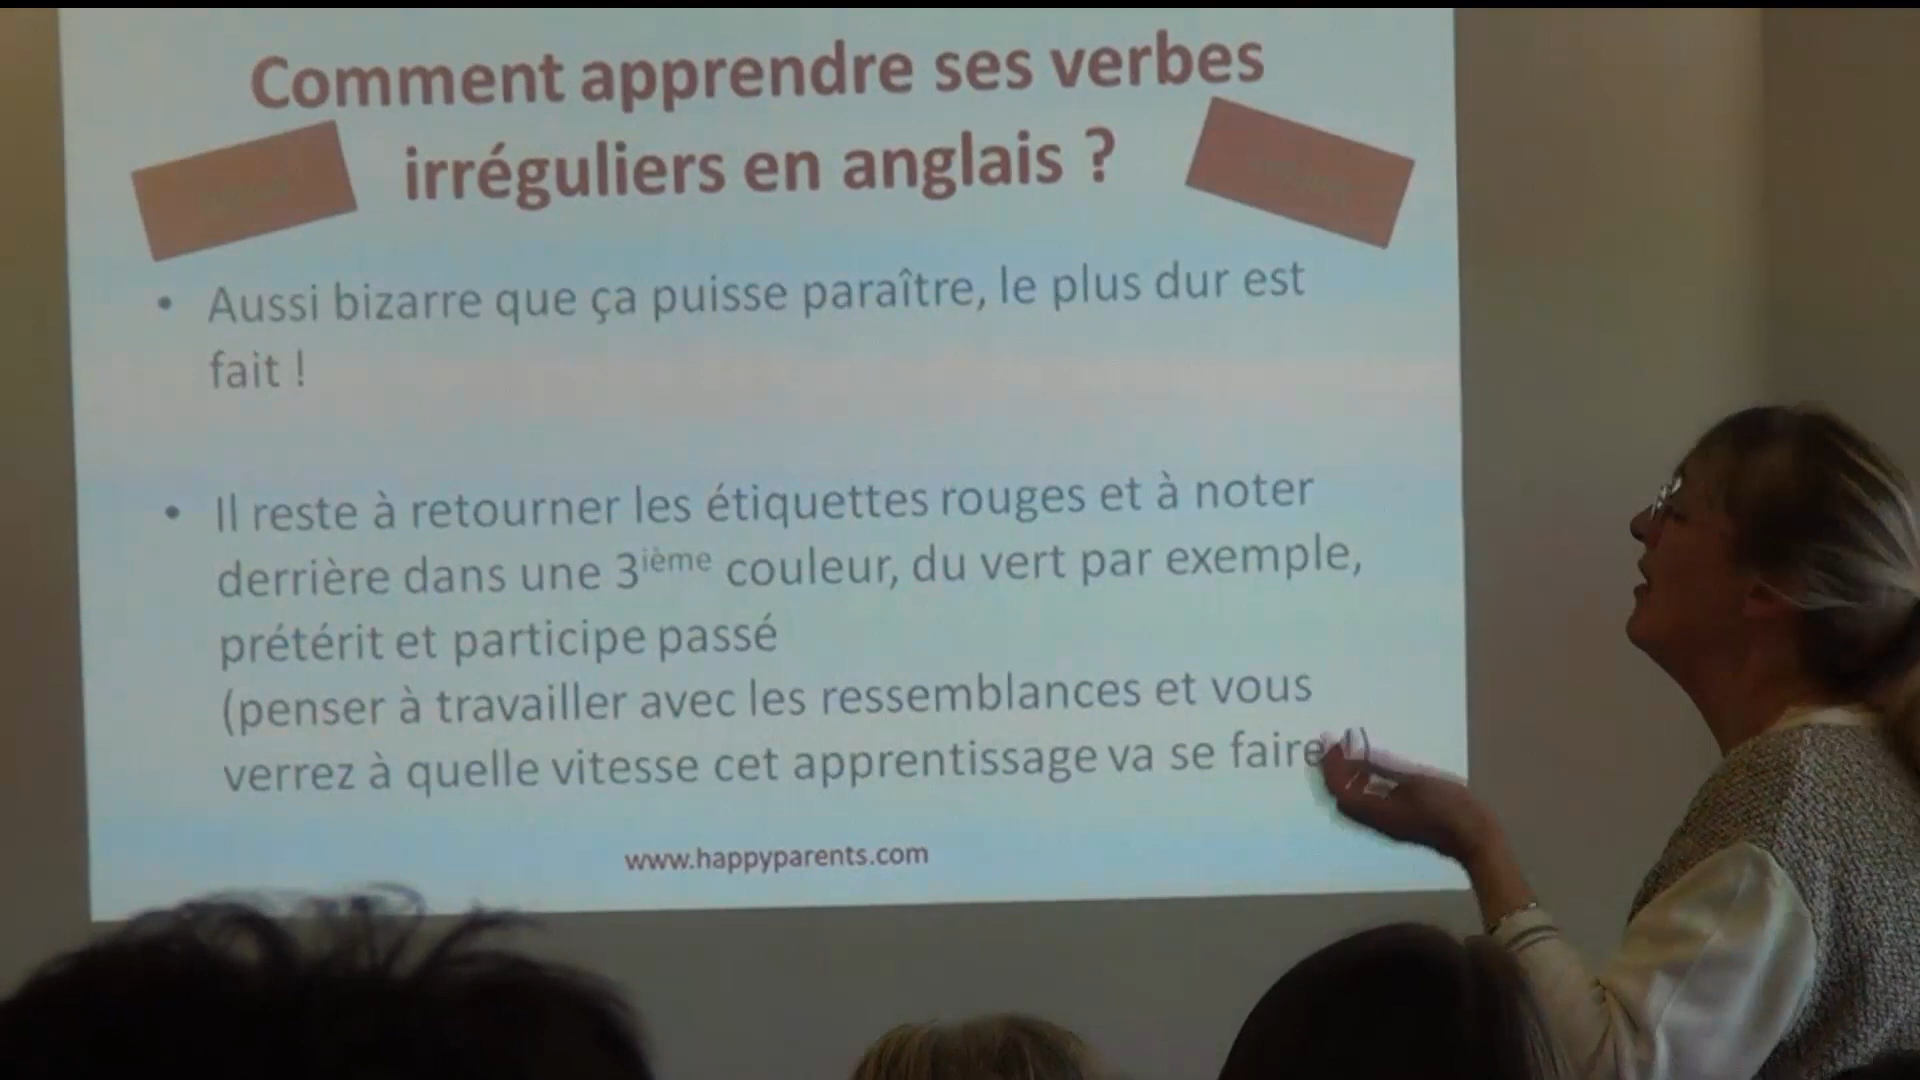 Comment apprendre ses verbes
irréguliers en anglais ?
• Aussi bizarre que ça puisse paraître, le plus dur est
fait !
• Il reste à retourner les étiquettes rouges et à noter
derrière dans une 3ième couleur, du vert par exemple,
prétérit et participe passé
(penser à travailler avec les ressemblances et vous
verrez à quelle vitesse cet apprentissage va se faire !)
www.happyparents.com